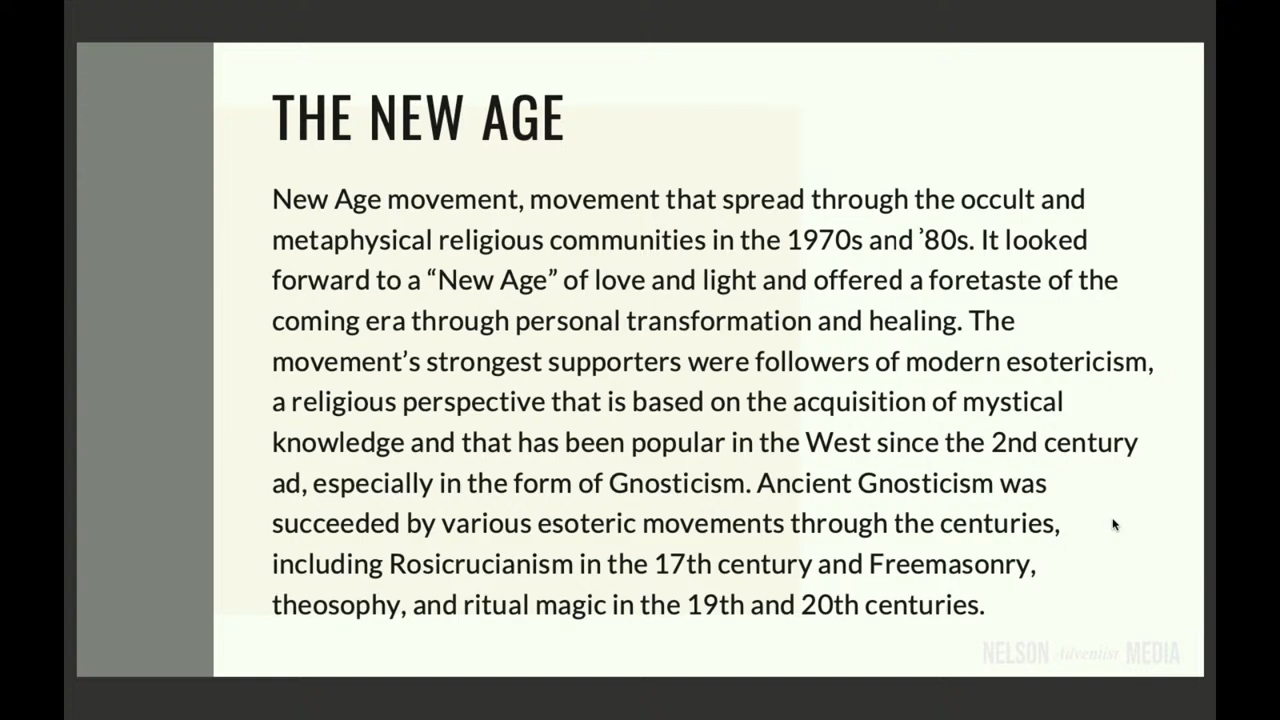 THE NEW AGE
New Age movement, movement that spread through the occult and
metaphysical religious communities in the 1970s and ’80s. It looked
forward to a “New Age” of love and light and offered a foretaste of the
coming era through personal transformation and healing. The
movement’s strongest supporters were followers of modern esotericism,
a religious perspective that is based on the acquisition of mystical
knowledge and that has been popular in the West since the 2nd century
ad, especially in the form of Gnosticism. Ancient Gnosticism was
succeeded by various esoteric movements through the centuries,
including Rosicrucianism in the 17th century and Freemasonry,
theosophy, and ritual magic in the 19th and 20th centuries.
NELSON Adventist MEDIA